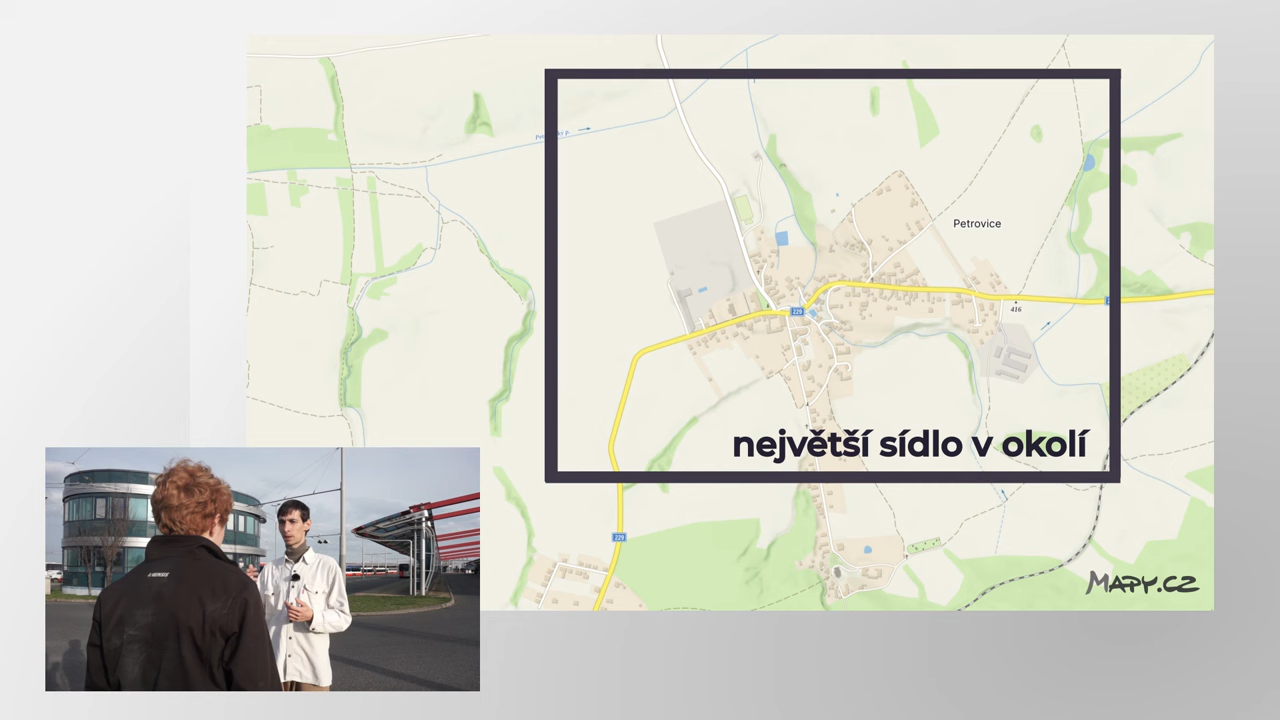 Petrovice
229
416
největší sídlo v okolí
229
MAPY.CZ